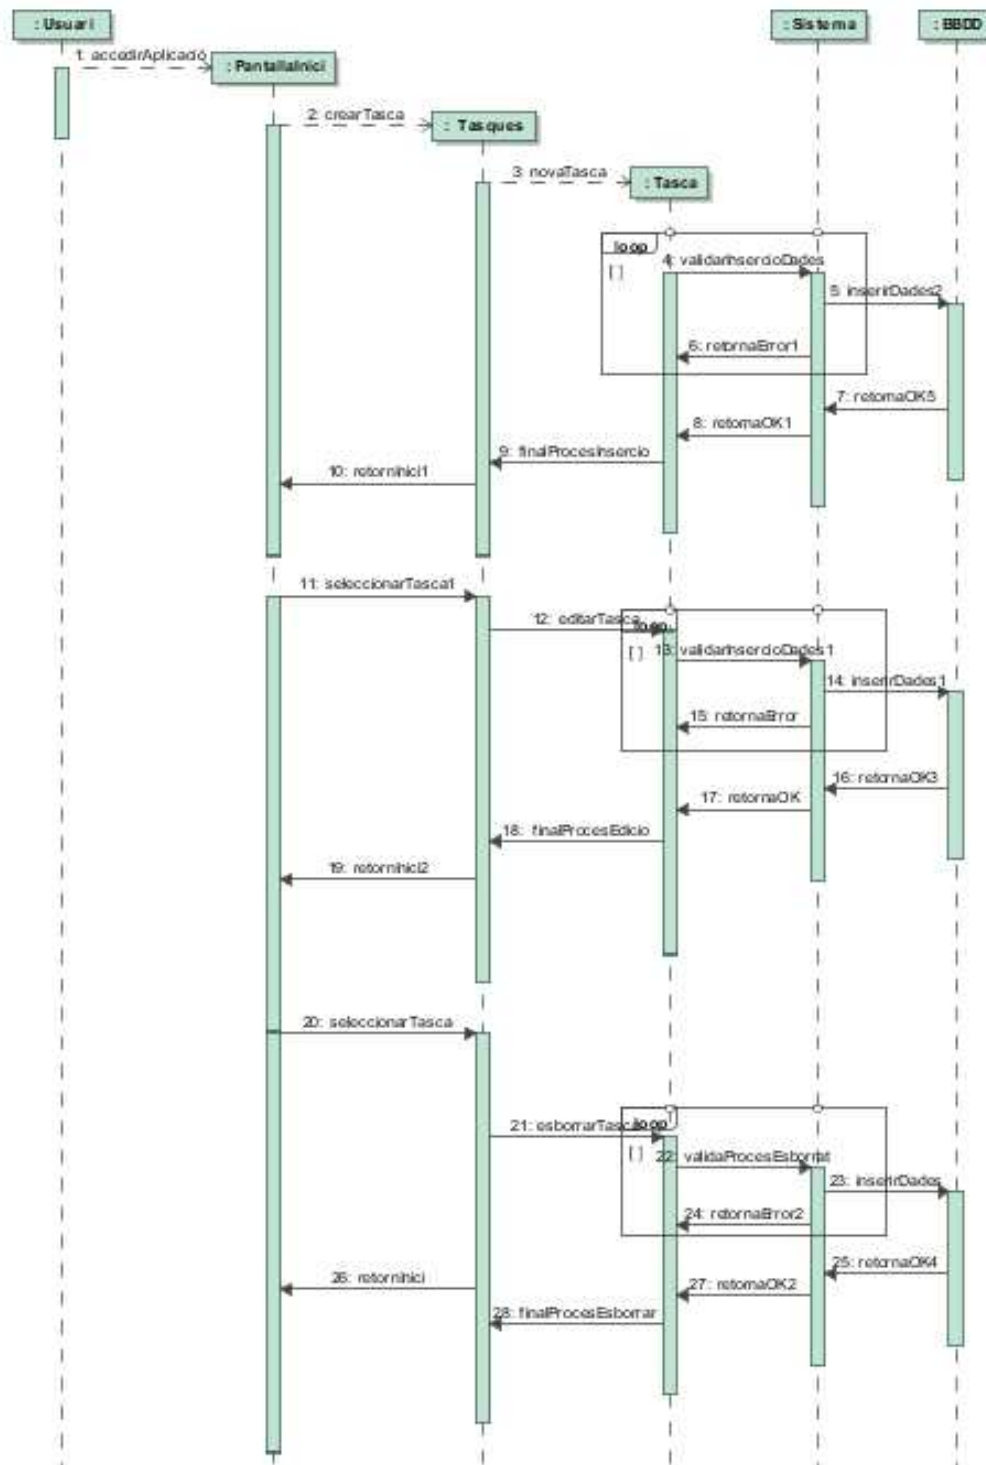 : Usuari
: Sistema
: BBDD
1: accedirAplicació
: PantallaInici
2: crearTasca
: Tasques
3: novaTasca
: Tasca
loop
4: validarInsercioDades
[ ]
5: inserirDades2
6: retornaError1
7: retornaOK5
8: retornaOK1
9: finalProcesInsercio
10: retornInici1
11: seleccionarTasca1
12: editarTasca
loop
13: validarInsercioDades1
[ ]
14: inserirDades1
15: retornaError
16: retornaOK3
17: retornaOK
18: finalProcesEdicio
19: retornInici2
20: seleccionarTasca
21: esborrarTasca
loop
22: validaProcesEsborrat
[ ]
23: inserirDades
24: retornaError2
25: retornaOK4
26: retornInici
27: retornaOK2
28: finalProcesEsborrar